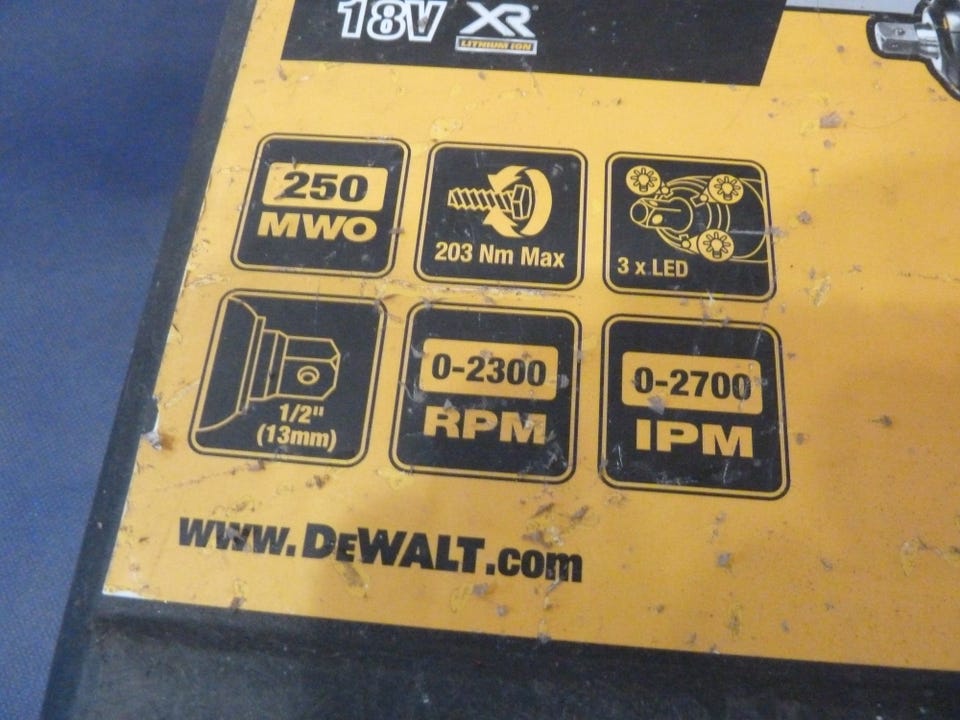 18V XR
LITHIUM ION
250
MWO
203 Nm Max
3 x LED
1/2"
(13mm)
0-2300
RPM
0-2700
IPM
www.DEWALT.com